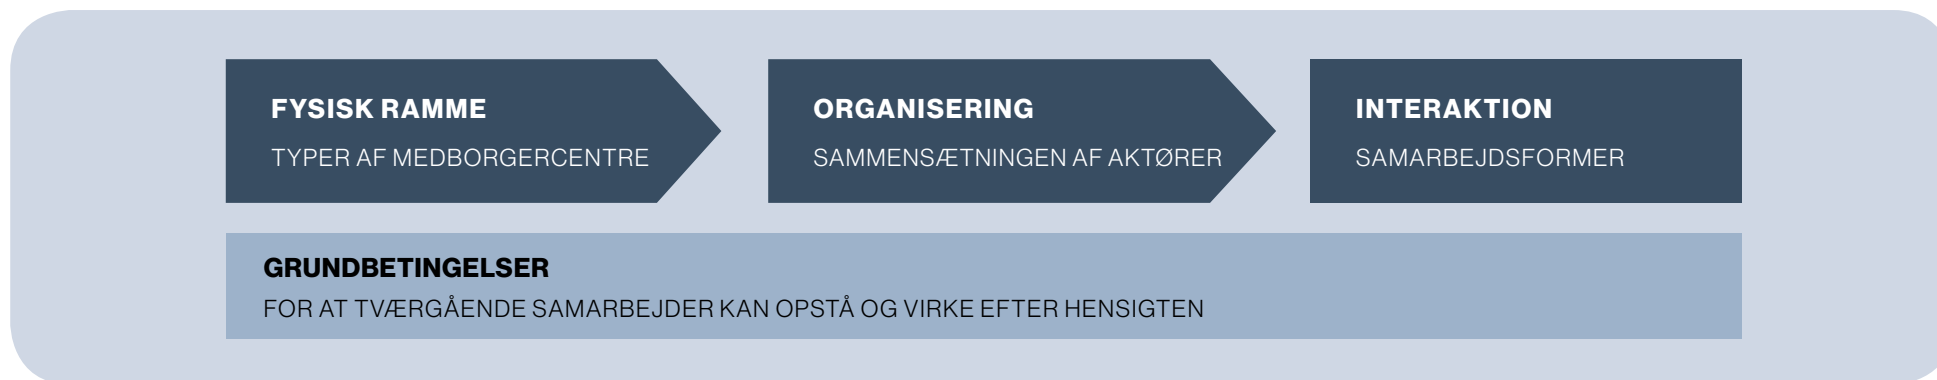 FYSISK RAMME
TYPER AF MEDBORGERCENTRE
ORGANISERING
SAMMENSÆTNINGEN AF AKTØRER
INTERAKTION
SAMARBEJDSFORMER
GRUNDBETINGELSER
FOR AT TVÆRGÅENDE SAMARBEJDER KAN OPSTÅ OG VIRKE EFTER HENSIGTEN